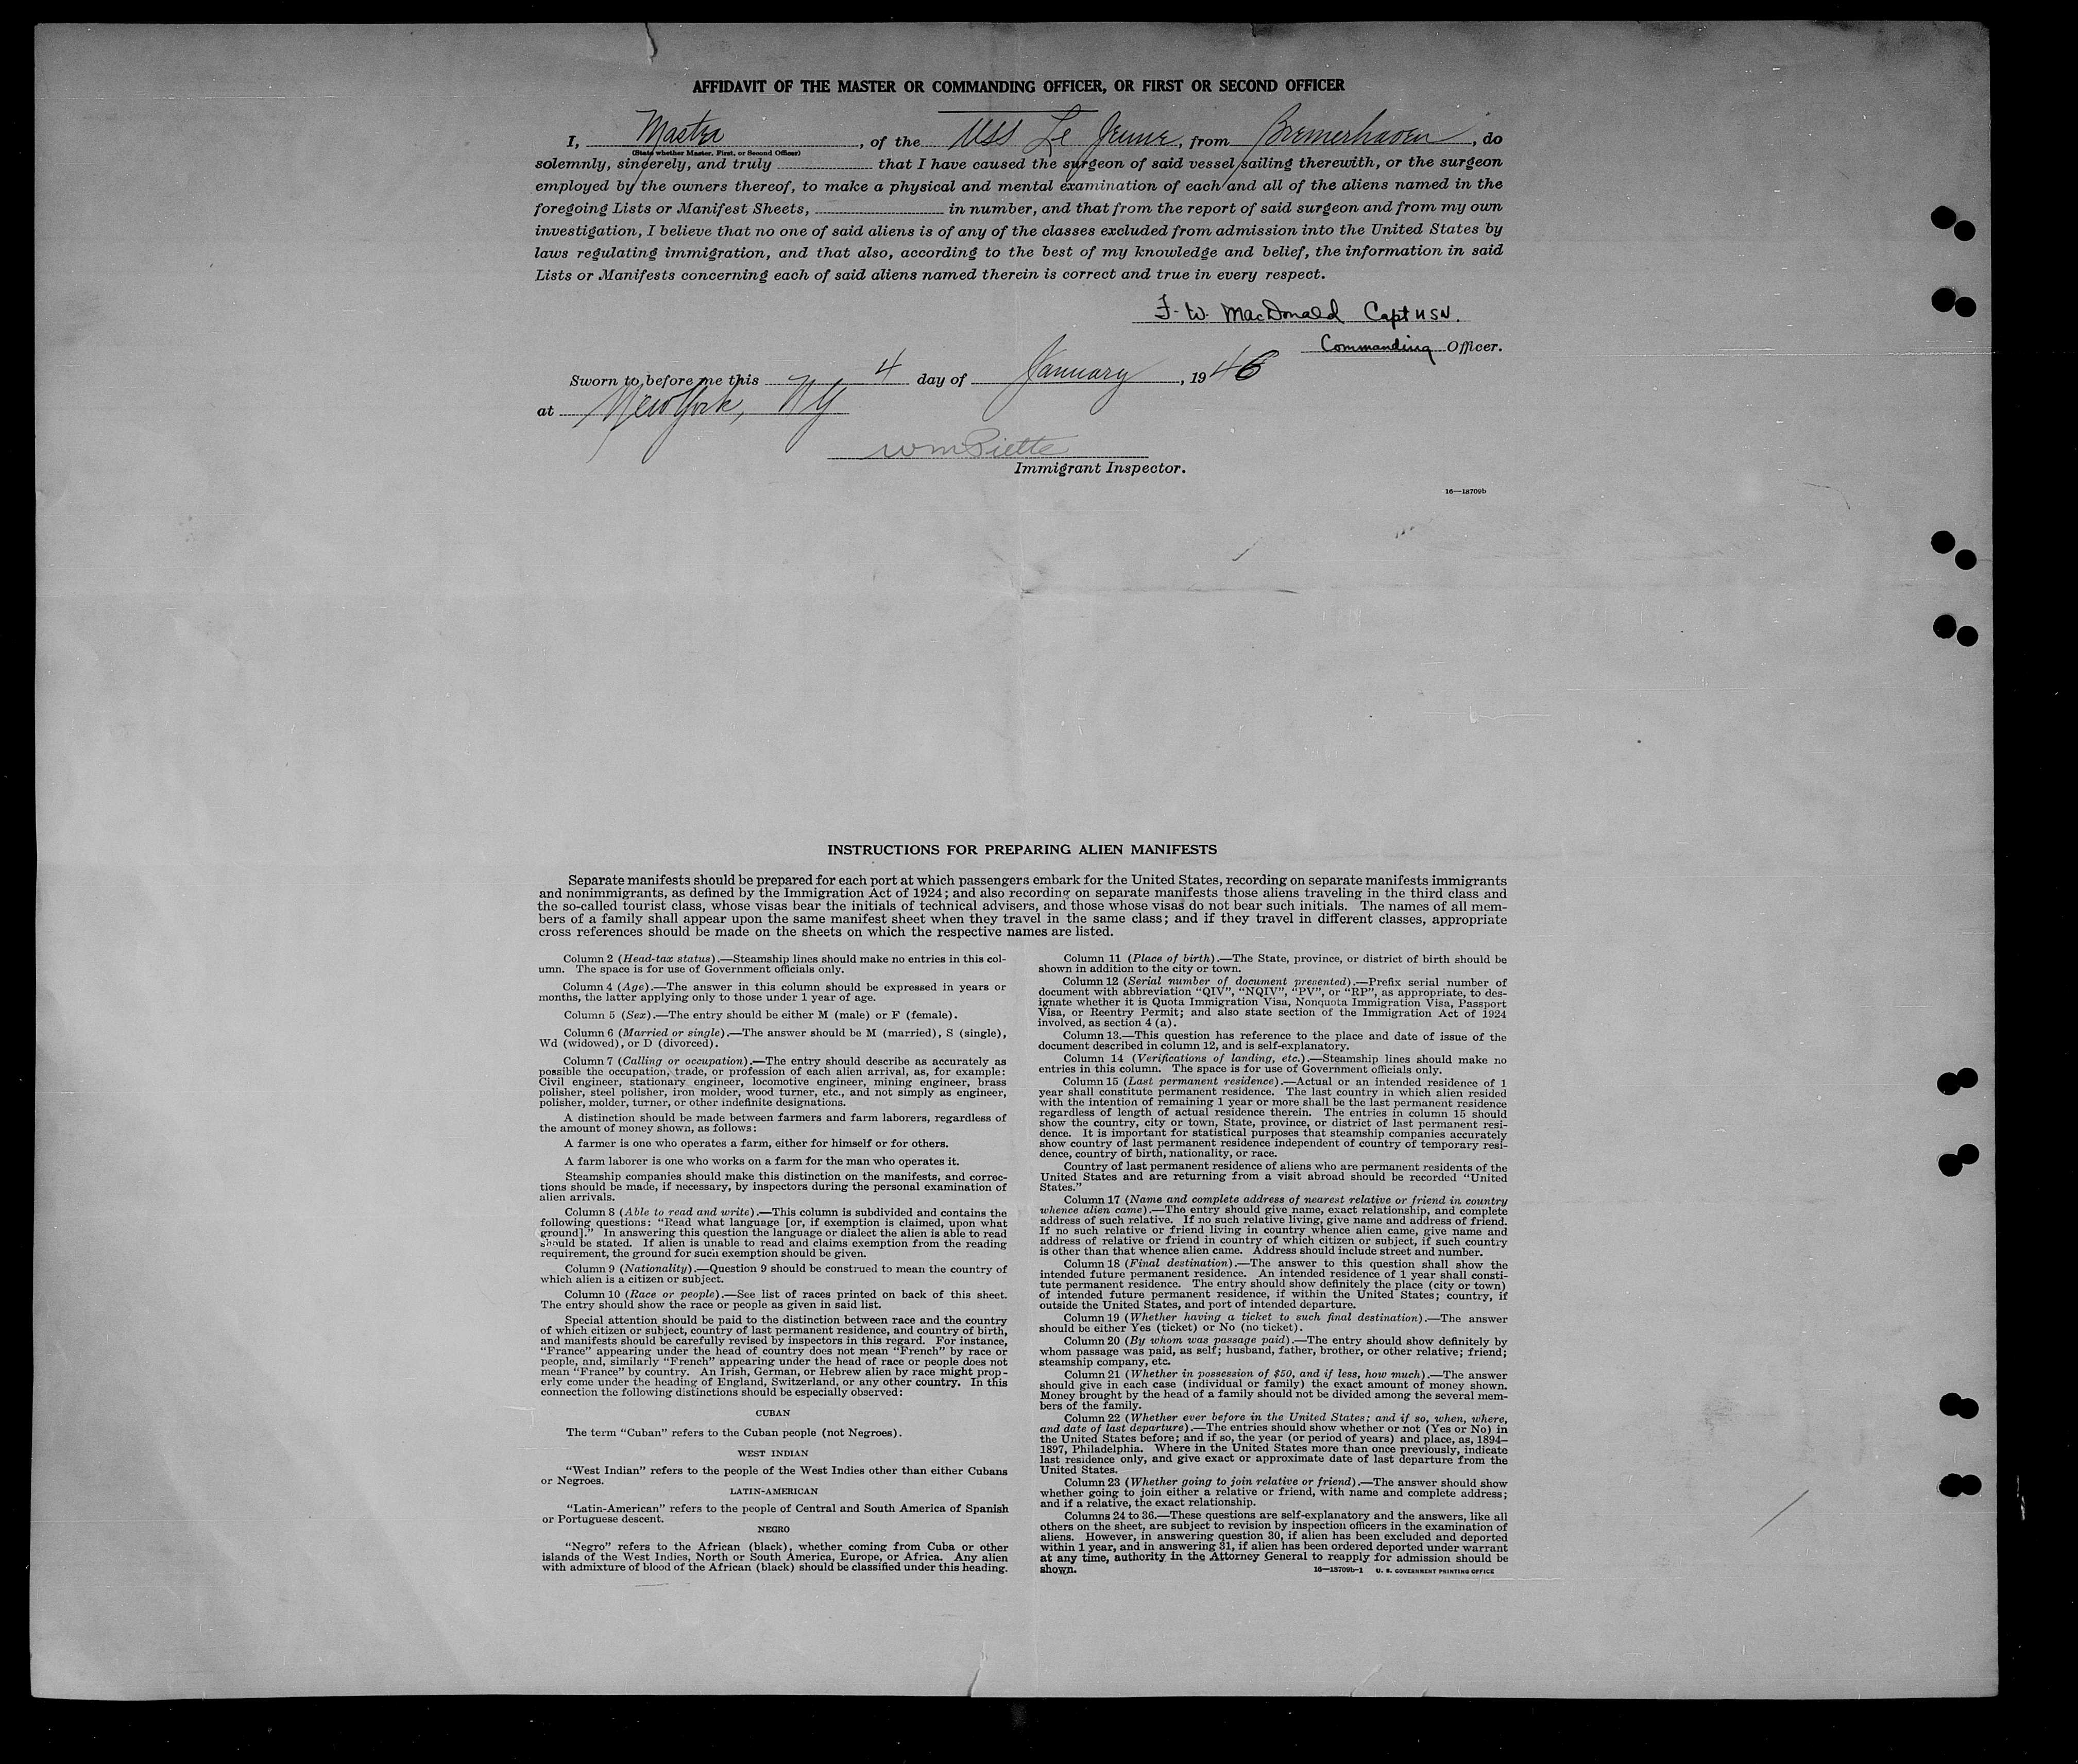 AFFIDAVIT OF THE MASTER OR COMMANDING OFFICER, OR FIRST OR SECOND OFFICER
I, Master, of the USS Le Jeune, from Bremerhaven, do
(State whether Master, First, or Second Officer)
solemnly, sincerely, and truly that I have caused the surgeon of said vessel sailing therewith, or the surgeon
employed by the owners thereof, to make a physical and mental examination of each and all of the aliens named in the
foregoing Lists or Manifest Sheets, in number, and that from the report of said surgeon and from my own
investigation, I believe that no one of said aliens is of any of the classes excluded from admission into the United States by
laws regulating immigration, and that also, according to the best of my knowledge and belief, the information in said
Lists or Manifests concerning each of said aliens named therein is correct and true in every respect.
F. W. MacDonald Capt USN.
Commanding Officer.
Sworn to before me this 4 day of January, 1946
at New York, NY
Wm Piette
Immigrant Inspector.
16—18709b
INSTRUCTIONS FOR PREPARING ALIEN MANIFESTS
Separate manifests should be prepared for each port at which passengers embark for the United States, recording on separate manifests immigrants
and nonimmigrants, as defined by the Immigration Act of 1924; and also recording on separate manifests those aliens traveling in the third class and
the so-called tourist class, whose visas bear the initials of technical advisers, and those whose visas do not bear such initials. The names of all mem-
bers of a family shall appear upon the same manifest sheet when they travel in the same class; and if they travel in different classes, appropriate
cross references should be made on the sheets on which the respective names are listed.
Column 2 (Head-tax status).—Steamship lines should make no entries in this col-
umn. The space is for use of Government officials only.
Column 4 (Age).—The answer in this column should be expressed in years or
months, the latter applying only to those under 1 year of age.
Column 5 (Sex).—The entry should be either M (male) or F (female).
Column 6 (Married or single).—The answer should be M (married), S (single),
Wd (widowed), or D (divorced).
Column 7 (Calling or occupation).—The entry should describe as accurately as
possible the occupation, trade, or profession of each alien arrival, as, for example:
Civil engineer, stationary engineer, locomotive engineer, mining engineer, brass
polisher, steel polisher, iron molder, wood turner, etc., and not simply as engineer,
polisher, molder, turner, or other indefinite designations.
A distinction should be made between farmers and farm laborers, regardless of
the amount of money shown, as follows:
A farmer is one who operates a farm, either for himself or for others.
A farm laborer is one who works on a farm for the man who operates it.
Steamship companies should make this distinction on the manifests, and correc-
tions should be made, if necessary, by inspectors during the personal examination of
alien arrivals.
Column 8 (Able to read and write).—This column is subdivided and contains the
following questions: “Read what language [or, if exemption is claimed, upon what
ground].” In answering this question the language or dialect the alien is able to read
should be stated. If alien is unable to read and claims exemption from the reading
requirement, the ground for such exemption should be given.
Column 9 (Nationality).—Question 9 should be construed to mean the country of
which alien is a citizen or subject.
Column 10 (Race or people).—See list of races printed on back of this sheet.
The entry should show the race or people as given in said list.
Special attention should be paid to the distinction between race and the country
of which citizen or subject, country of last permanent residence, and country of birth,
and manifests should be carefully revised by inspectors in this regard. For instance,
“France” appearing under the head of country does not mean “French” by race or
people, and, similarly “French” appearing under the head of race or people does not
mean “France” by country. An Irish, German, or Hebrew alien by race might prop-
erly come under the heading of England, Switzerland, or any other country. In this
connection the following distinctions should be especially observed:
CUBAN
The term “Cuban” refers to the Cuban people (not Negroes).
WEST INDIAN
“West Indian” refers to the people of the West Indies other than either Cubans
or Negroes.
LATIN-AMERICAN
“Latin-American” refers to the people of Central and South America of Spanish
or Portuguese descent.
NEGRO
“Negro” refers to the African (black), whether coming from Cuba or other
islands of the West Indies, North or South America, Europe, or Africa. Any alien
with admixture of blood of the African (black) should be classified under this heading.
Column 11 (Place of birth).—The State, province, or district of birth should be
shown in addition to the city or town.
Column 12 (Serial number of document presented).—Prefix serial number of
document with abbreviation “QIV”, “NQIV”, “PV”, or “RP”, as appropriate, to des-
ignate whether it is Quota Immigration Visa, Nonquota Immigration Visa, Passport
Visa, or Reentry Permit; and also state section of the Immigration Act of 1924
involved, as section 4 (a).
Column 13.—This question has reference to the place and date of issue of the
document described in column 12, and is self-explanatory.
Column 14 (Verifications of landing, etc.).—Steamship lines should make no
entries in this column. The space is for use of Government officials only.
Column 15 (Last permanent residence).—Actual or an intended residence of 1
year shall constitute permanent residence. The last country in which alien resided
with the intention of remaining 1 year or more shall be the last permanent residence
regardless of length of actual residence therein. The entries in column 15 should
show the country, city or town, State, province, or district of last permanent resi-
dence. It is important for statistical purposes that steamship companies accurately
show country of last permanent residence independent of country of temporary resi-
dence, country of birth, nationality, or race.
Country of last permanent residence of aliens who are permanent residents of the
United States and are returning from a visit abroad should be recorded “United
States.”
Column 17 (Name and complete address of nearest relative or friend in country
whence alien came).—The entry should give name, exact relationship, and complete
address of such relative. If no such relative living, give name and address of friend.
If no such relative or friend living in country whence alien came, give name and
address of relative or friend in country of which citizen or subject, if such country
is other than that whence alien came. Address should include street and number.
Column 18 (Final destination).—The answer to this question shall show the
intended future permanent residence. An intended residence of 1 year shall consti-
tute permanent residence. The entry should show definitely the place (city or town)
of intended future permanent residence, if within the United States; country, if
outside the United States, and port of intended departure.
Column 19 (Whether having a ticket to such final destination).—The answer
should be either Yes (ticket) or No (no ticket).
Column 20 (By whom was passage paid).—The entry should show definitely by
whom passage was paid, as self; husband, father, brother, or other relative; friend;
steamship company, etc.
Column 21 (Whether in possession of $50, and if less, how much).—The answer
should give in each case (individual or family) the exact amount of money shown.
Money brought by the head of a family should not be divided among the several mem-
bers of the family.
Column 22 (Whether ever before in the United States; and if so, when, where,
and date of last departure).—The entries should show whether or not (Yes or No) in
the United States before; and if so, the year (or period of years) and place, as, 1894–
1897, Philadelphia. Where in the United States more than once previously, indicate
last residence only, and give exact or approximate date of last departure from the
United States.
Column 23 (Whether going to join relative or friend).—The answer should show
whether going to join either a relative or friend, with name and complete address;
and if a relative, the exact relationship.
Columns 24 to 36.—These questions are self-explanatory and the answers, like all
others on the sheet, are subject to revision by inspection officers in the examination of
aliens. However, in answering question 30, if alien has been excluded and deported
within 1 year, and in answering 31, if alien has been ordered deported under warrant
at any time, authority in the Attorney General to reapply for admission should be
shown.
16—18709b-1 U. S. GOVERNMENT PRINTING OFFICE